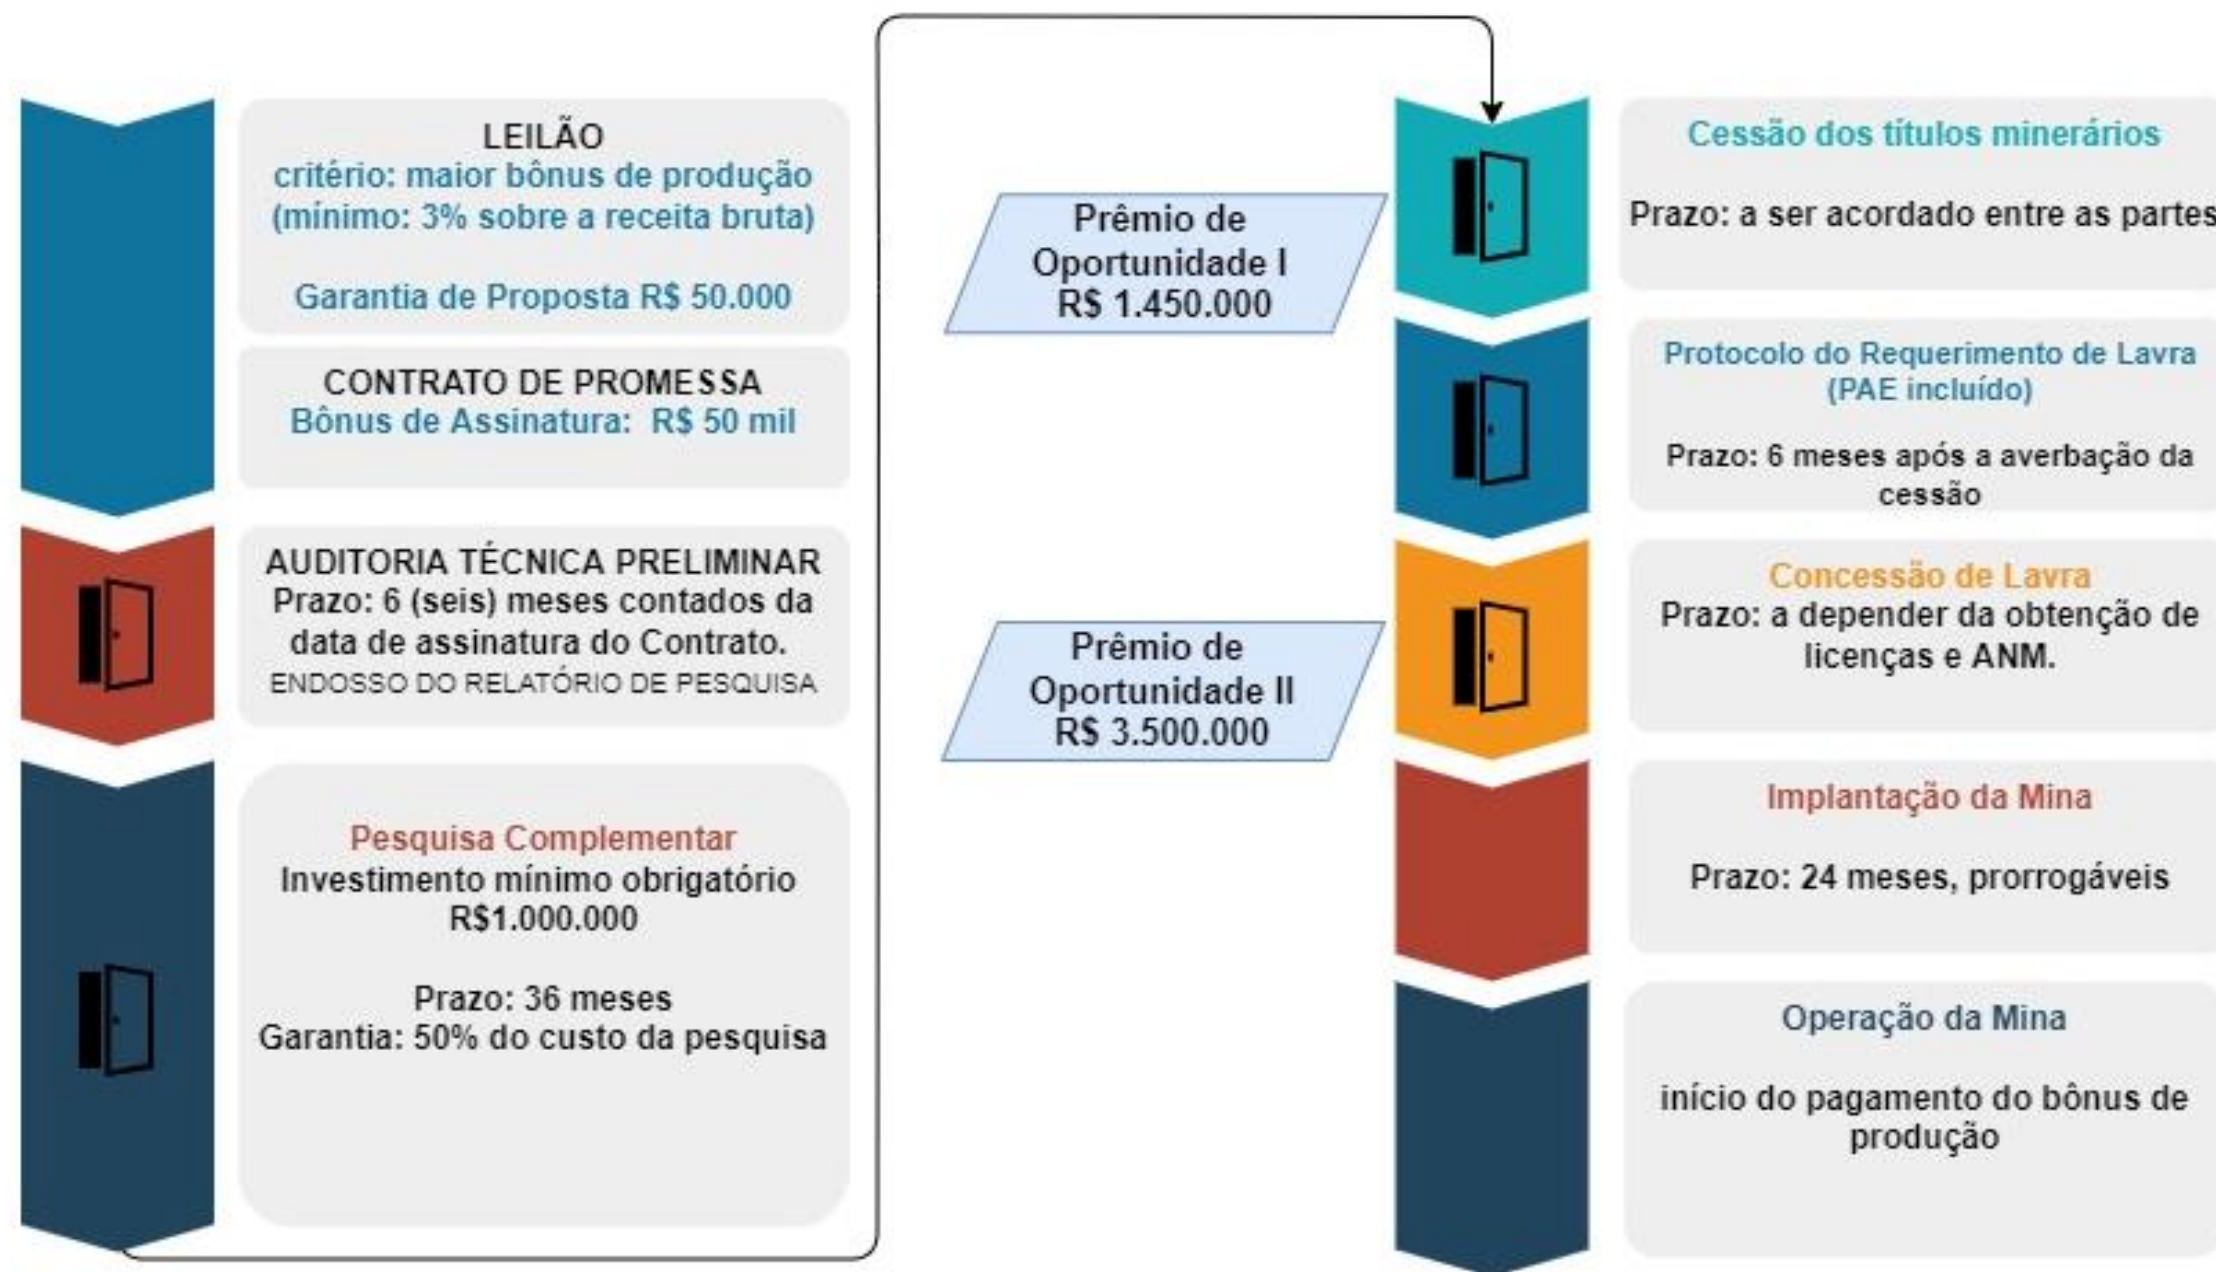 LEILÃO
critério: maior bônus de produção
(mínimo: 3% sobre a receita bruta)
Garantia de Proposta R$ 50.000
CONTRATO DE PROMESSA
Bônus de Assinatura: R$ 50 mil
AUDITORIA TÉCNICA PRELIMINAR
Prazo: 6 (seis) meses contados da
data de assinatura do Contrato.
ENDOSSO DO RELATÓRIO DE PESQUISA
Pesquisa Complementar
Investimento mínimo obrigatório
R$1.000.000
Prazo: 36 meses
Garantia: 50% do custo da pesquisa
Prêmio de
Oportunidade I
R$ 1.450.000
Prêmio de
Oportunidade II
R$ 3.500.000
Cessão dos títulos minerários
Prazo: a ser acordado entre as partes
Protocolo do Requerimento de Lavra
(PAE incluído)
Prazo: 6 meses após a averbação da
cessão
Concessão de Lavra
Prazo: a depender da obtenção de
licenças e ANM.
Implantação da Mina
Prazo: 24 meses, prorrogáveis
Operação da Mina
início do pagamento do bônus de
produção